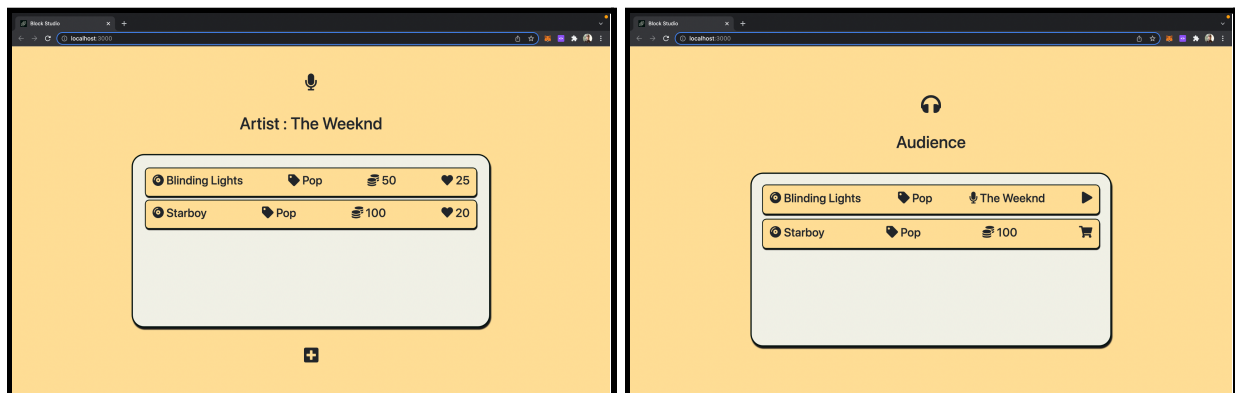 Block Studio
localhost:3000
Artist : The Weeknd
Blinding Lights Pop 50 25
Starboy Pop 100 20
Block Studio
localhost:3000
Audience
Blinding Lights Pop The Weeknd
Starboy Pop 100